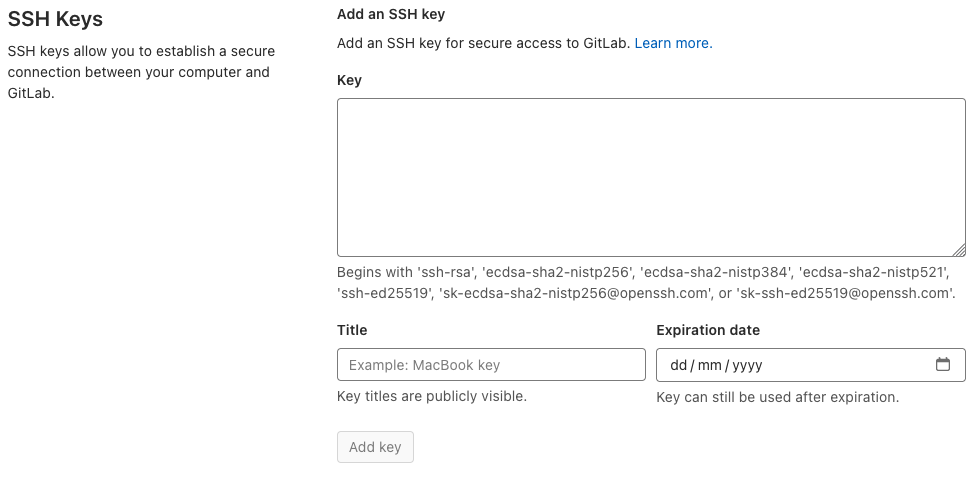 SSH Keys
SSH keys allow you to establish a secure
connection between your computer and
GitLab.
Add an SSH key
Add an SSH key for secure access to GitLab. Learn more.
Key
Begins with 'ssh-rsa', 'ecdsa-sha2-nistp256', 'ecdsa-sha2-nistp384', 'ecdsa-sha2-nistp521',
'ssh-ed25519', 'sk-ecdsa-sha2-nistp256@openssh.com', or 'sk-ssh-ed25519@openssh.com'.
Title
Example: MacBook key
Key titles are publicly visible.
Expiration date
dd/mm/yyyy
Key can still be used after expiration.
Add key